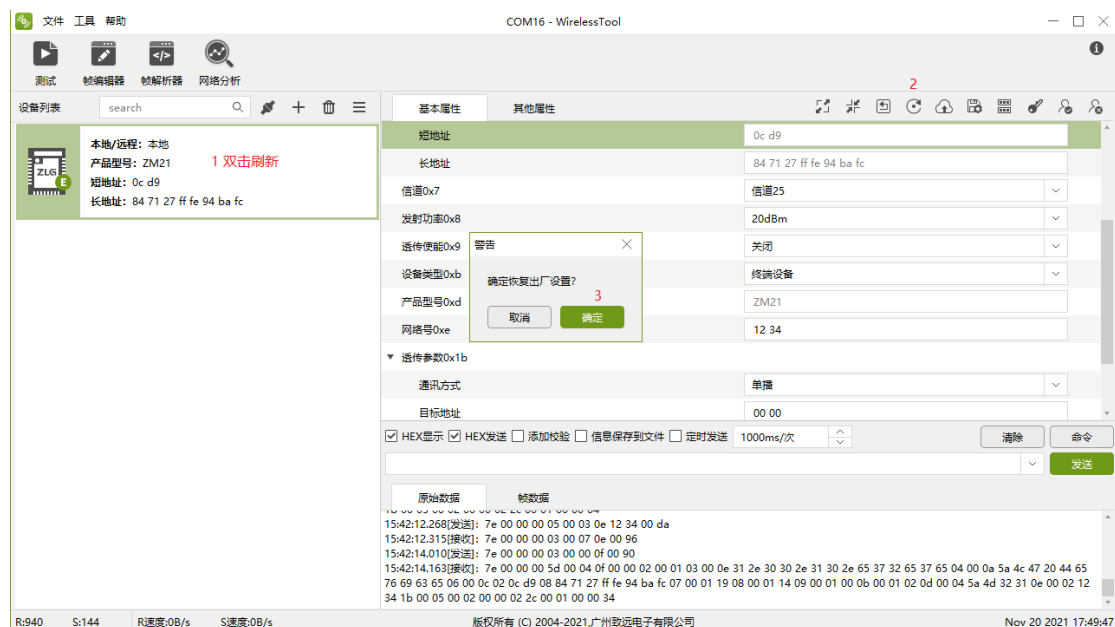 文件 工具 帮助
COM16 - WirelessTool
测试 帧编辑器 帧解析器 网络分析
设备列表 search
基本属性 其他属性
2
本地/远程: 本地
产品型号: ZM21
短地址: 0c d9
长地址: 84 71 27 ff fe 94 ba fc
ZLG
E
1 双击刷新
短地址 0c d9
长地址 84 71 27 ff fe 94 ba fc
信道0x7 信道25
发射功率0x8 20dBm
透传使能0x9 关闭
设备类型0xb 终端设备
产品型号0xd ZM21
网络号0xe 12 34
透传参数0x1b
通讯方式 单播
目标地址 00 00
警告
确定恢复出厂设置?
3
取消 确定
HEX显示 HEX发送 添加校验 信息保存到文件 定时发送 1000ms/次 清除 命令
发送
原始数据 帧数据
15:42:12.268[发送]: 7e 00 00 00 05 00 03 0e 12 34 00 da
15:42:12.315[接收]: 7e 00 00 00 03 00 07 0e 00 96
15:42:14.010[发送]: 7e 00 00 00 03 00 00 0f 00 90
15:42:14.163[接收]: 7e 00 00 00 5d 00 04 0f 00 00 02 00 01 03 00 0e 31 2e 30 30 2e 31 30 2e 65 37 32 65 37 65 04 00 0a 5a 4c 47 20 44 65
76 69 63 65 06 00 0c 02 0c d9 08 84 71 27 ff fe 94 ba fc 07 00 01 19 08 00 01 14 09 00 01 00 0b 00 01 02 0d 00 04 5a 4d 32 31 0e 00 02 12
34 1b 00 05 00 02 00 00 02 2c 00 01 00 00 34
R:940 S:144 R速度:0B/s S速度:0B/s 版权所有 (C) 2004-2021,广州致远电子有限公司 Nov 20 2021 17:49:47